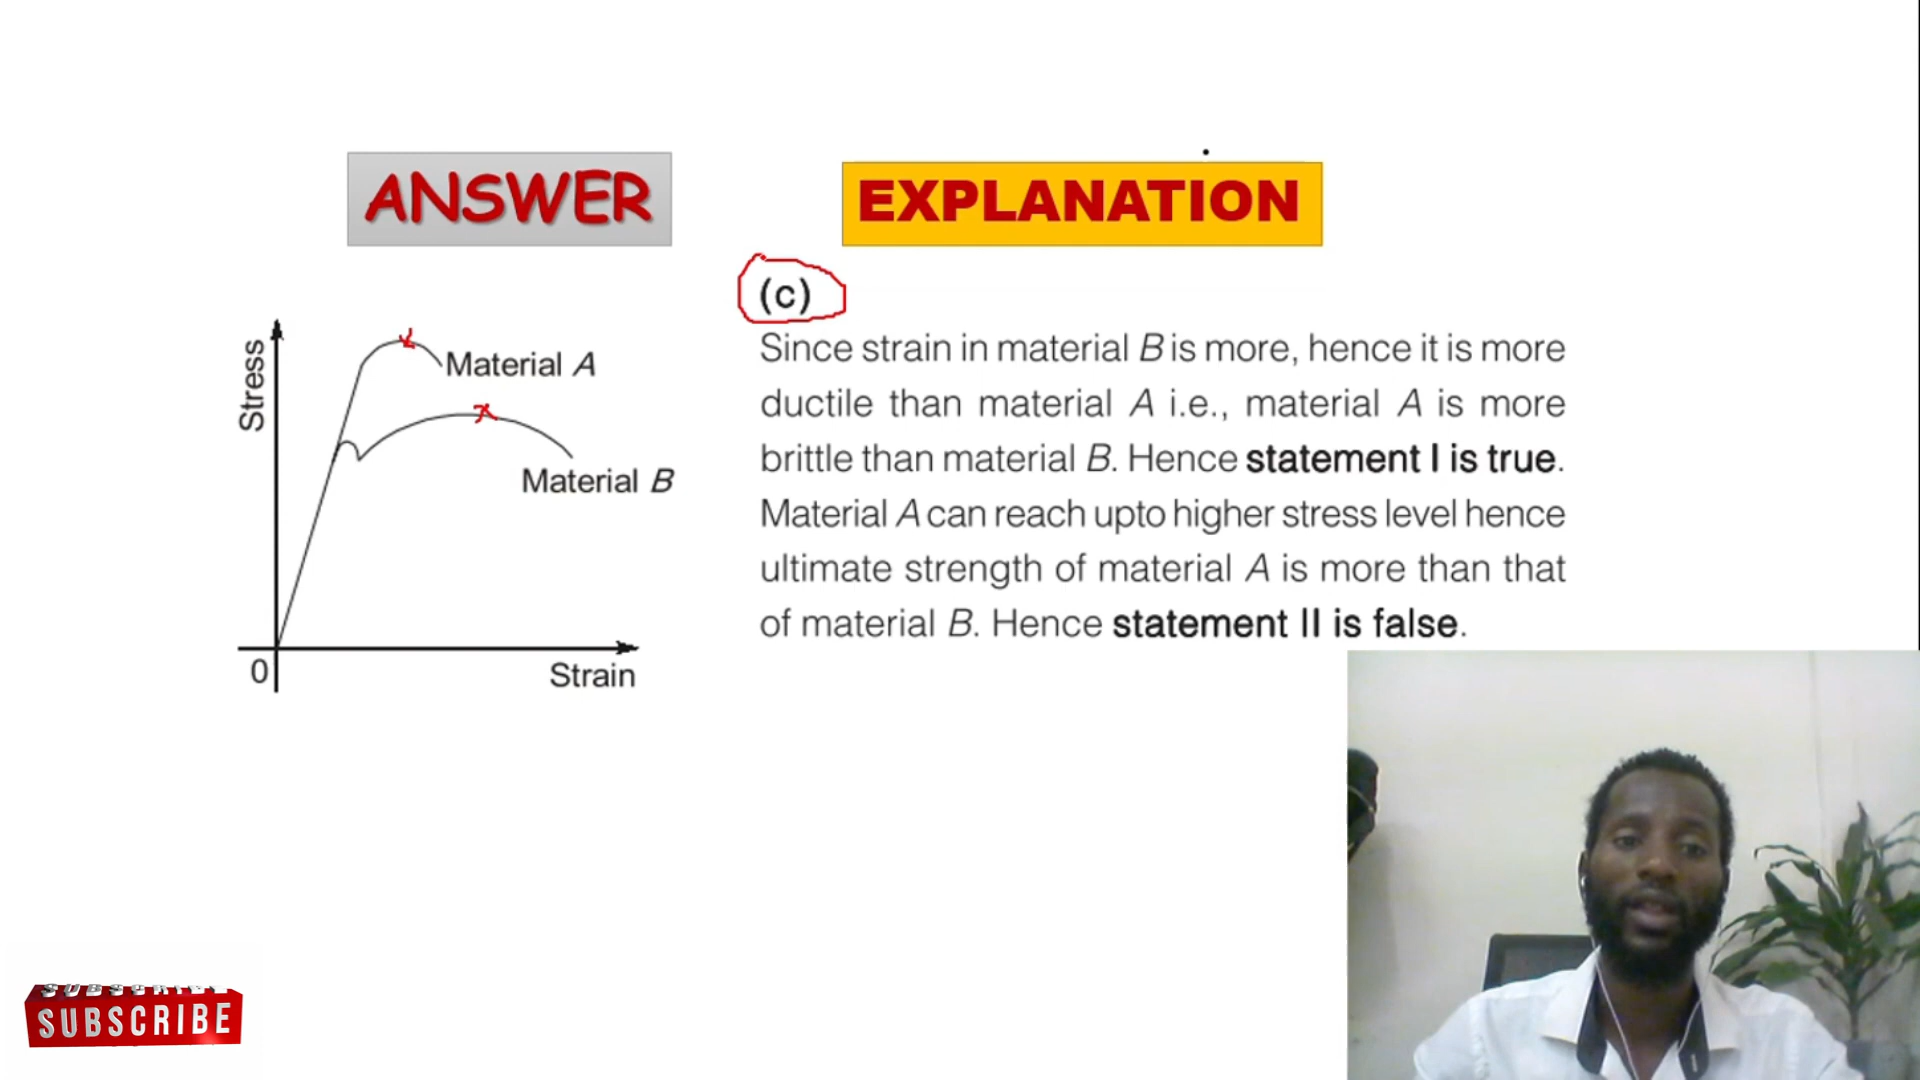 ANSWER
EXPLANATION
(c)
Since strain in material B is more, hence it is more
ductile than material A i.e., material A is more
brittle than material B. Hence statement I is true.
Material A can reach upto higher stress level hence
ultimate strength of material A is more than that
of material B. Hence statement II is false.
Stress
Material A
Material B
0
Strain
SUBSCRIBE
SUBSCRIBE